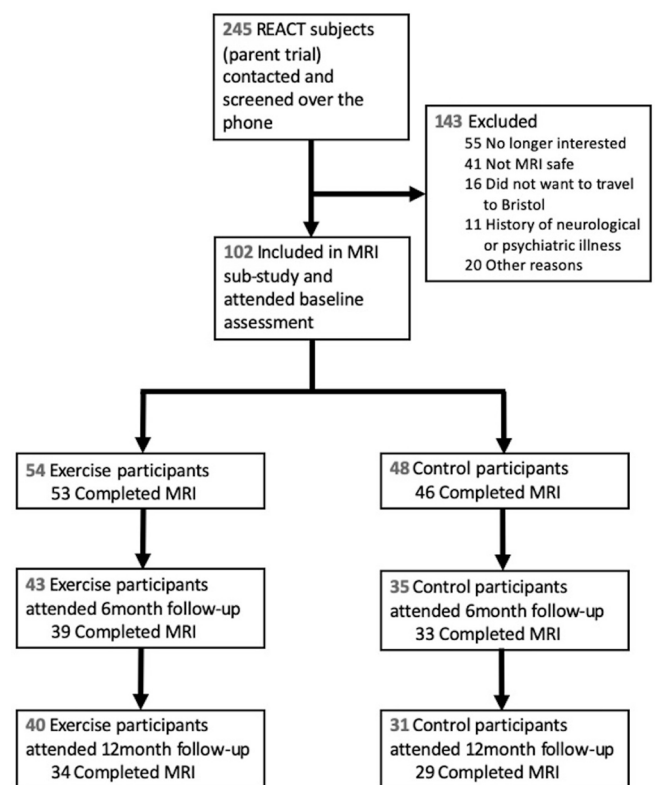 245 REACT subjects
(parent trial)
contacted and
screened over the
phone
143 Excluded
55 No longer interested
41 Not MRI safe
16 Did not want to travel
to Bristol
11 History of neurological
or psychiatric illness
20 Other reasons
102 Included in MRI
sub-study and
attended baseline
assessment
54 Exercise participants
53 Completed MRI
48 Control participants
46 Completed MRI
43 Exercise participants
attended 6month follow-up
39 Completed MRI
35 Control participants
attended 6month follow-up
33 Completed MRI
40 Exercise participants
attended 12month follow-up
34 Completed MRI
31 Control participants
attended 12month follow-up
29 Completed MRI